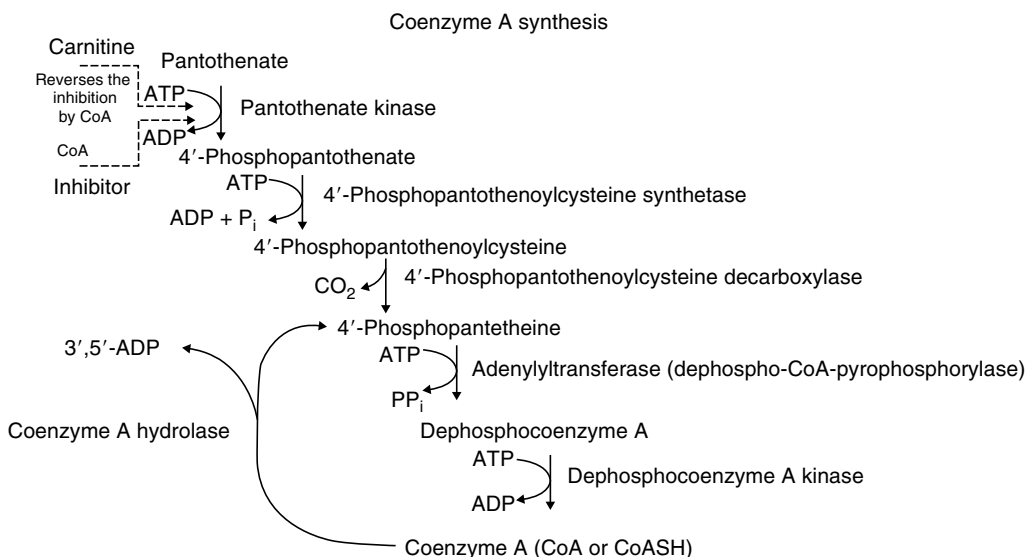 Coenzyme A synthesis
Carnitine
Pantothenate
Reverses the
inhibition
by CoA
ATP
Pantothenate kinase
ADP
CoA
4′-Phosphopantothenate
Inhibitor
ATP
4′-Phosphopantothenoylcysteine synthetase
ADP + Pi
4′-Phosphopantothenoylcysteine
4′-Phosphopantothenoylcysteine decarboxylase
CO2
4′-Phosphopantetheine
3′,5′-ADP
ATP
Adenylyltransferase (dephospho-CoA-pyrophosphorylase)
PPi
Coenzyme A hydrolase
Dephosphocoenzyme A
ATP
Dephosphocoenzyme A kinase
ADP
Coenzyme A (CoA or CoASH)